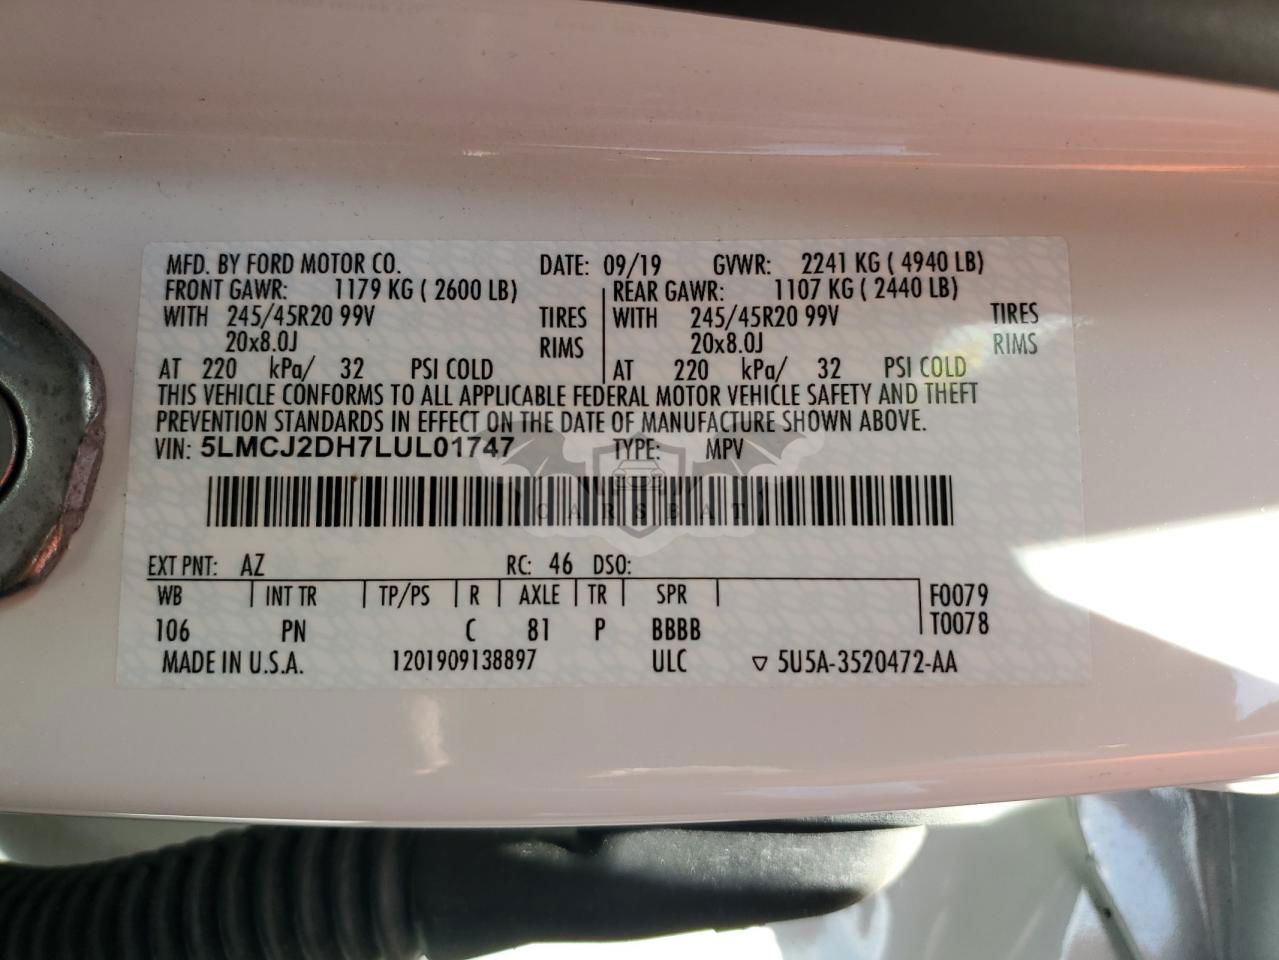 MFD. BY FORD MOTOR CO. DATE: 09/19 GVWR: 2241 KG ( 4940 LB)
FRONT GAWR: 1179 KG ( 2600 LB) REAR GAWR: 1107 KG ( 2440 LB)
WITH 245/45R20 99V TIRES WITH 245/45R20 99V TIRES
20x8.0J RIMS 20x8.0J RIMS
AT 220 kPa/ 32 PSI COLD AT 220 kPa/ 32 PSI COLD
THIS VEHICLE CONFORMS TO ALL APPLICABLE FEDERAL MOTOR VEHICLE SAFETY AND THEFT
PREVENTION STANDARDS IN EFFECT ON THE DATE OF MANUFACTURE SHOWN ABOVE.
VIN: 5LMCJ2DH7LUL01747 TYPE: MPV
CARSBAT
EXT PNT: AZ RC: 46 DSO:
WB INT TR TP/PS R AXLE TR SPR F0079
106 PN C 81 P BBBB T0078
MADE IN U.S.A. 1201909138897 ULC ▽ 5U5A-3520472-AA